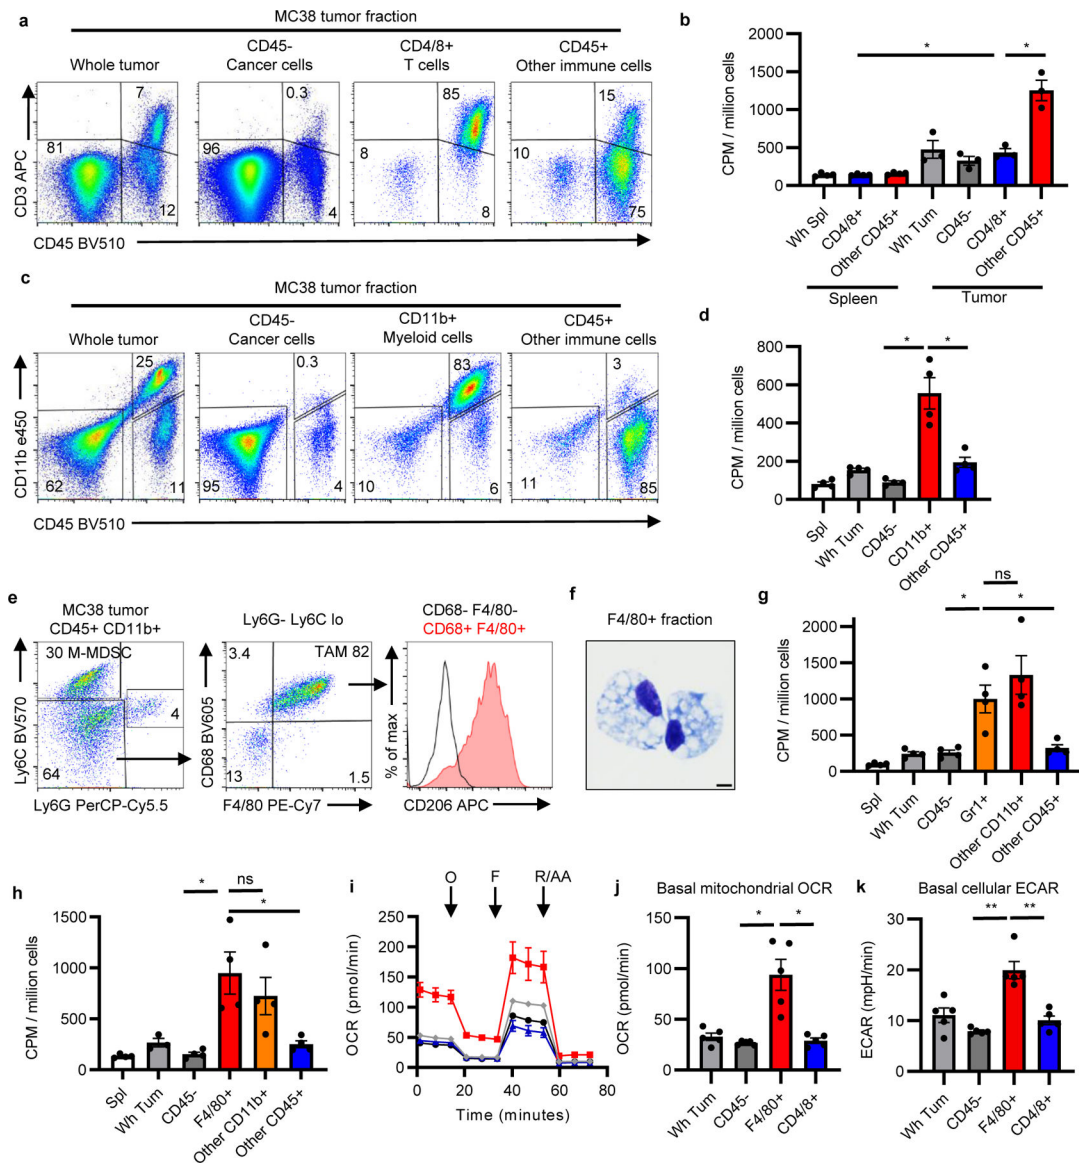 a
MC38 tumor fraction
Whole tumor
CD45-
Cancer cells
CD4/8+
T cells
CD45+
Other immune cells
7
81
12
0.3
96
4
85
8
8
15
10
75
CD3 APC
CD45 BV510
b
CPM / million cells
2000
1500
1000
500
0
*
*
Wh Spl
CD4/8+
Other CD45+
Wh Tum
CD45-
CD4/8+
Other CD45+
Spleen
Tumor
c
MC38 tumor fraction
Whole tumor
CD45-
Cancer cells
CD11b+
Myeloid cells
CD45+
Other immune cells
25
62
11
0.3
95
4
83
10
6
3
11
85
CD11b e450
CD45 BV510
d
CPM / million cells
800
600
400
200
0
*
*
Spl
Wh Tum
CD45-
CD11b+
Other CD45+
e
MC38 tumor
CD45+ CD11b+
30 M-MDSC
4
64
Ly6C BV570
Ly6G PerCP-Cy5.5
Ly6G- Ly6C lo
3.4
TAM 82
13
1.5
CD68 BV605
F4/80 PE-Cy7
CD68- F4/80-
CD68+ F4/80+
% of max
CD206 APC
f
F4/80+ fraction
g
CPM / million cells
2000
1500
1000
500
0
ns
*
*
Spl
Wh Tum
CD45-
Gr1+
Other CD11b+
Other CD45+
h
CPM / million cells
1500
1000
500
0
*
ns
*
Spl
Wh Tum
CD45-
F4/80+
Other CD11b+
Other CD45+
i
O
F
R/AA
OCR (pmol/min)
250
200
150
100
50
0
0
20
40
60
80
Time (minutes)
j
Basal mitochondrial OCR
OCR (pmol/min)
150
100
50
0
*
*
Wh Tum
CD45-
F4/80+
CD4/8+
k
Basal cellular ECAR
ECAR (mpH/min)
30
20
10
0
**
**
Wh Tum
CD45-
F4/80+
CD4/8+